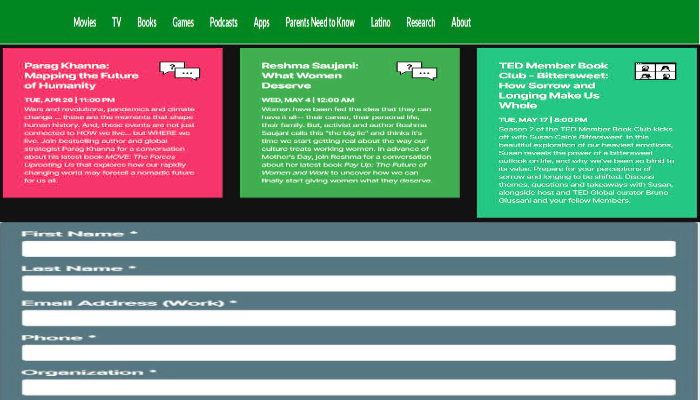 Movies TV Books Games Podcasts Apps Parents Need to Know Latino Research About
Parag Khanna:
Mapping the Future
of Humanity
TUE, APR 26 | 11:00 PM
Wars and revolutions, pandemics and climate
change ... these are the moments that shape
human history. And, these events are not just
connected to HOW we live... but WHERE we
live. Join bestselling author and global
strategist Parag Khanna for a conversation
about his latest book MOVE: The Forces
Uprooting Us that explores how our rapidly
changing world may foretell a nomadic future
for us all.
Reshma Saujani:
What Women
Deserve
WED, MAY 4 | 12:00 AM
Women have been fed the idea that they can
have it all— their career, their personal life,
their family. But, activist and author Reshma
Saujani calls this "the big lie" and thinks it's
time we start getting real about the way our
culture treats working women. In advance of
Mother's Day, join Reshma for a conversation
about her latest book Pay Up: The Future of
Women and Work to uncover how we can
finally start giving women what they deserve.
TED Member Book
Club - Bittersweet:
How Sorrow and
Longing Make Us
Whole
TUE, MAY 17 | 6:00 PM
Season 2 of the TED Member Book Club kicks
off with Susan Cain's Bittersweet. In this
beautiful exploration of our heaviest emotions,
Susan reveals the power of a bittersweet
outlook on life, and why we've been so blind to
its value. Prepare for your perceptions of
sorrow and longing to be shifted. Discuss
themes, questions and takeaways with Susan,
alongside host and TED Global curator Bruno
Giussani and your fellow Members.
First Name *
Last Name *
Email Address (Work) *
Phone *
Organization *